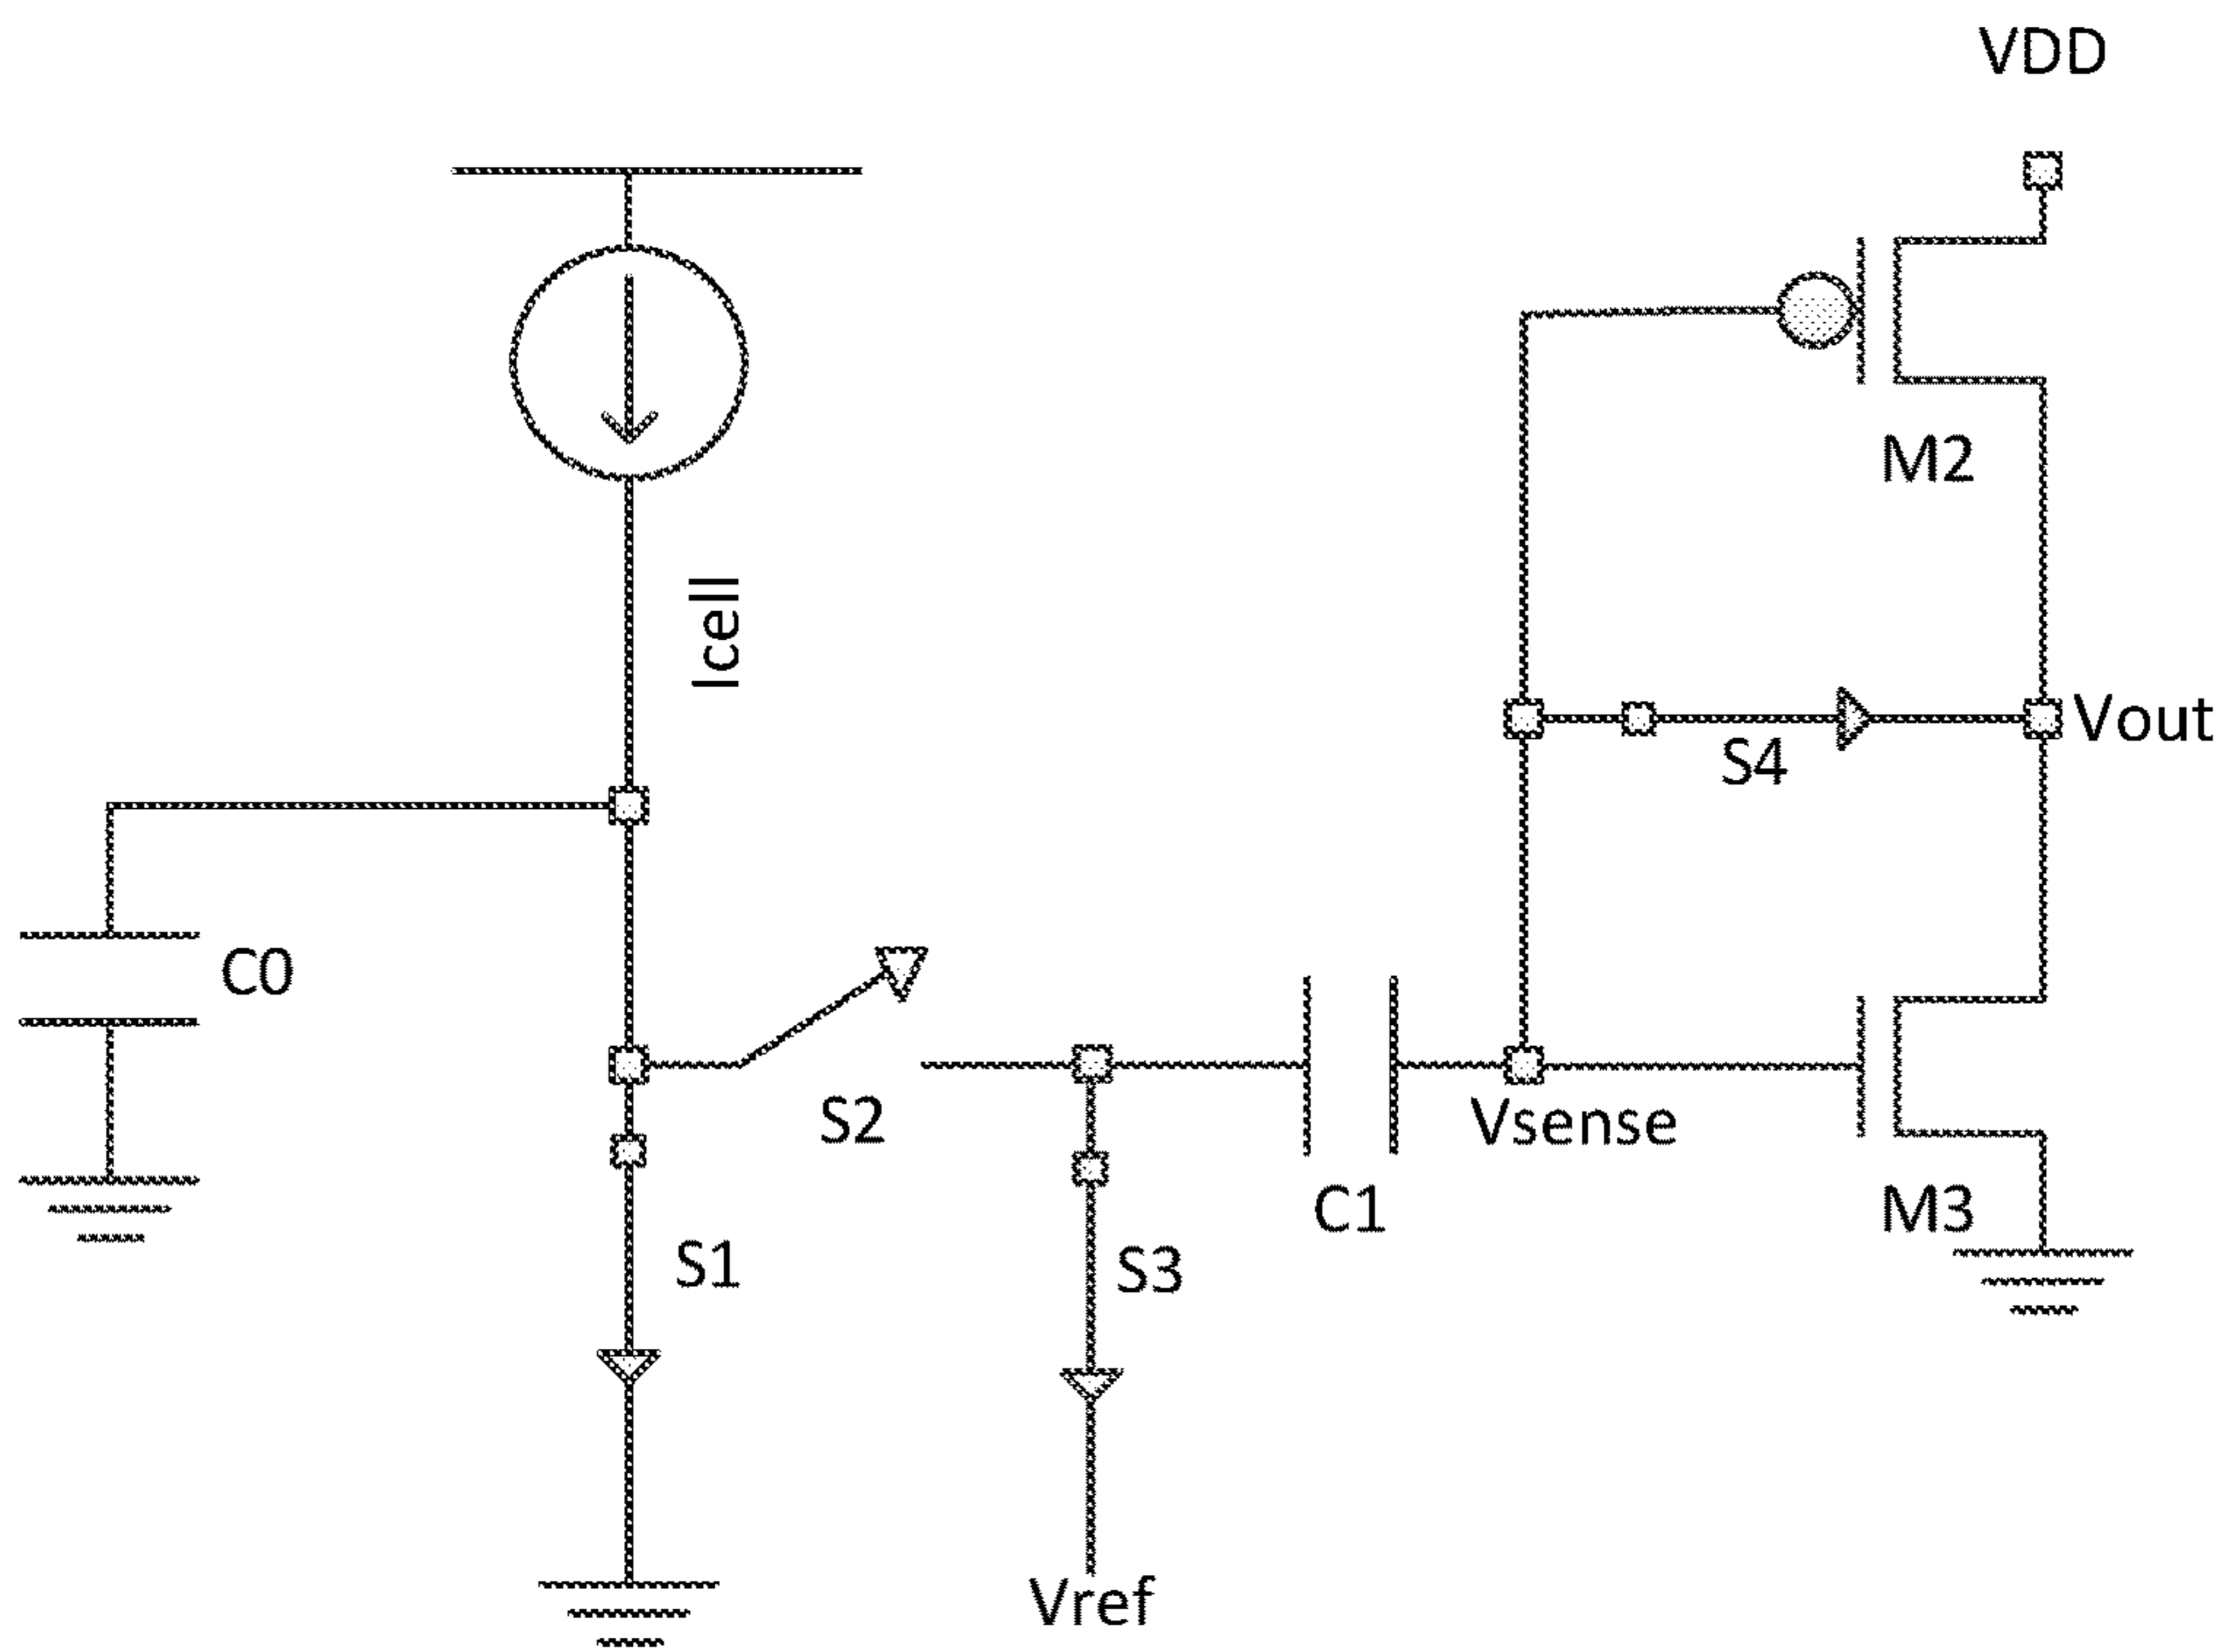 VDD
Icell
M2
Vout
S4
C0
S2
Vsense
C1
M3
S1
S3
Vref